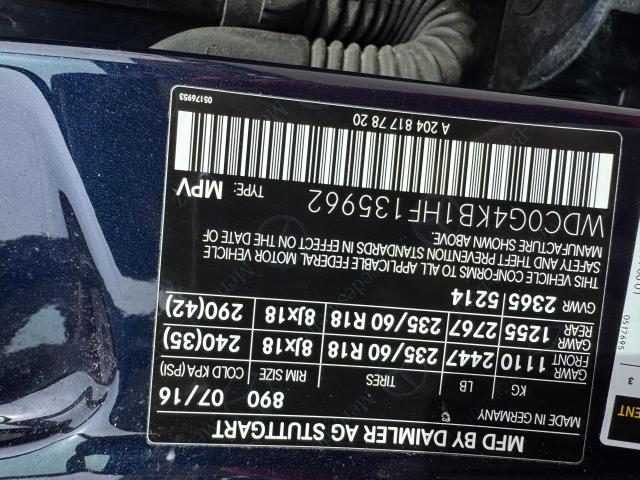 MFD BY DAIMLER AG STUTTGART
MADE IN GERMANY 890 07/16
KG LB TIRES RIM SIZE COLD KPA (PSI)
GAWR FRONT 1110 2447 235/60 R18 8Jx18 240(35)
GAWR REAR 1255 2767 235/60 R18 8Jx18 290(42)
GVWR 2365 5214
THIS VEHICLE CONFORMS TO ALL APPLICABLE FEDERAL MOTOR VEHICLE
SAFETY, THEFT PREVENTION STANDARDS IN EFFECT ON THE DATE OF
MANUFACTURE SHOWN ABOVE.
WDC0G4KB1HF135962 TYPE: MPV
A 204 817 78 20
05176953
0517695
3